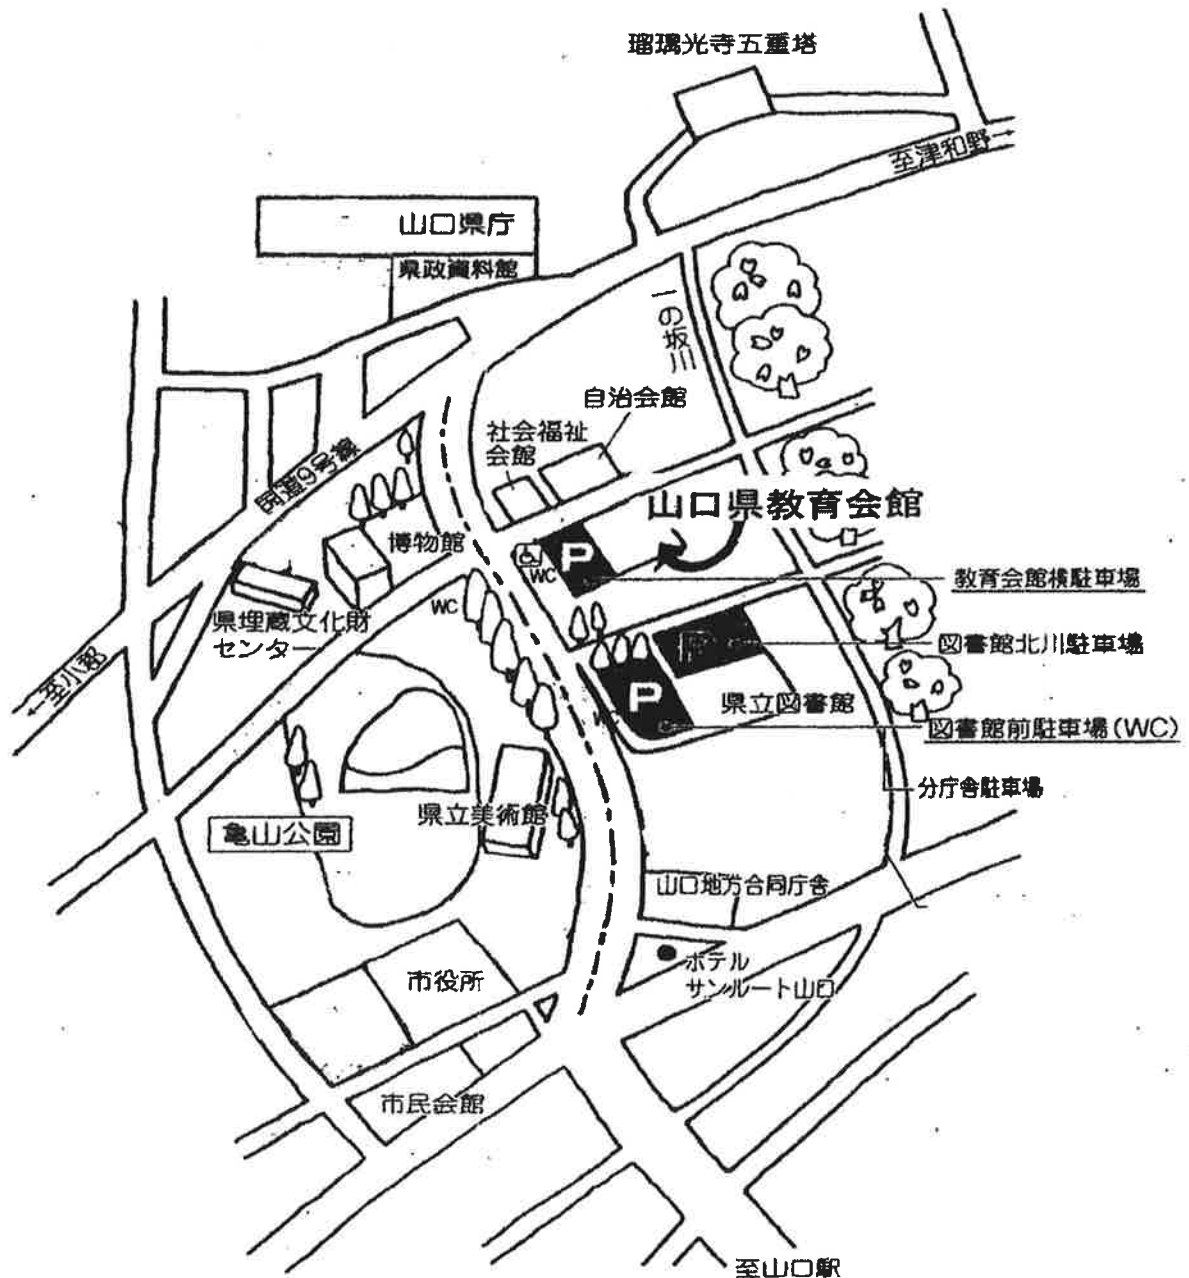 瑠璃光寺五重塔
至津和野→
山口県庁
県政資料館
一の坂川
自治会館
社会福祉
会館
国道9号線
山口県教育会館
博物館
P
WC
教育会館横駐車場
WC
県埋蔵文化財
センター
P
図書館北川駐車場
←至小郡
P
県立図書館
図書館前駐車場(WC)
分庁舎駐車場
県立美術館
亀山公園
山口地方合同庁舎
市役所
ホテル
サンルート山口
市民会館
至山口駅